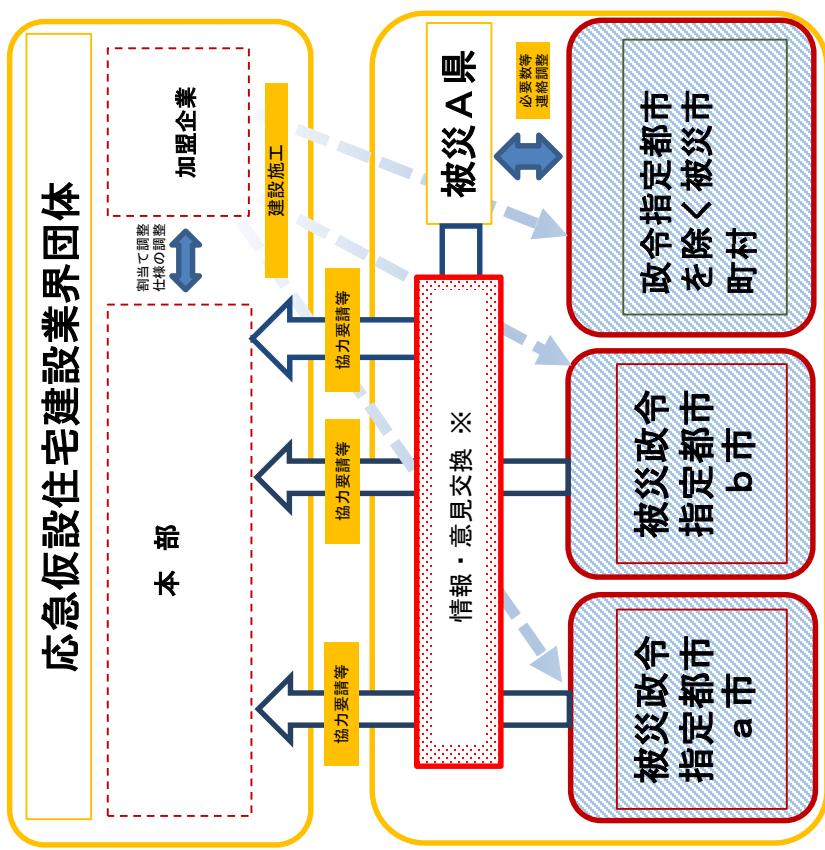 応急仮設住宅建設業界団体
本 部
割当て調整
仕様の調整
加盟企業
建設施工
協力要請等
協力要請等
協力要請等
情報・意見交換 ※
被災A県
必要数等
連絡調整
被災政令
指定都市
a市
被災政令
指定都市
b市
政令指定都市
を除く被災市
町村